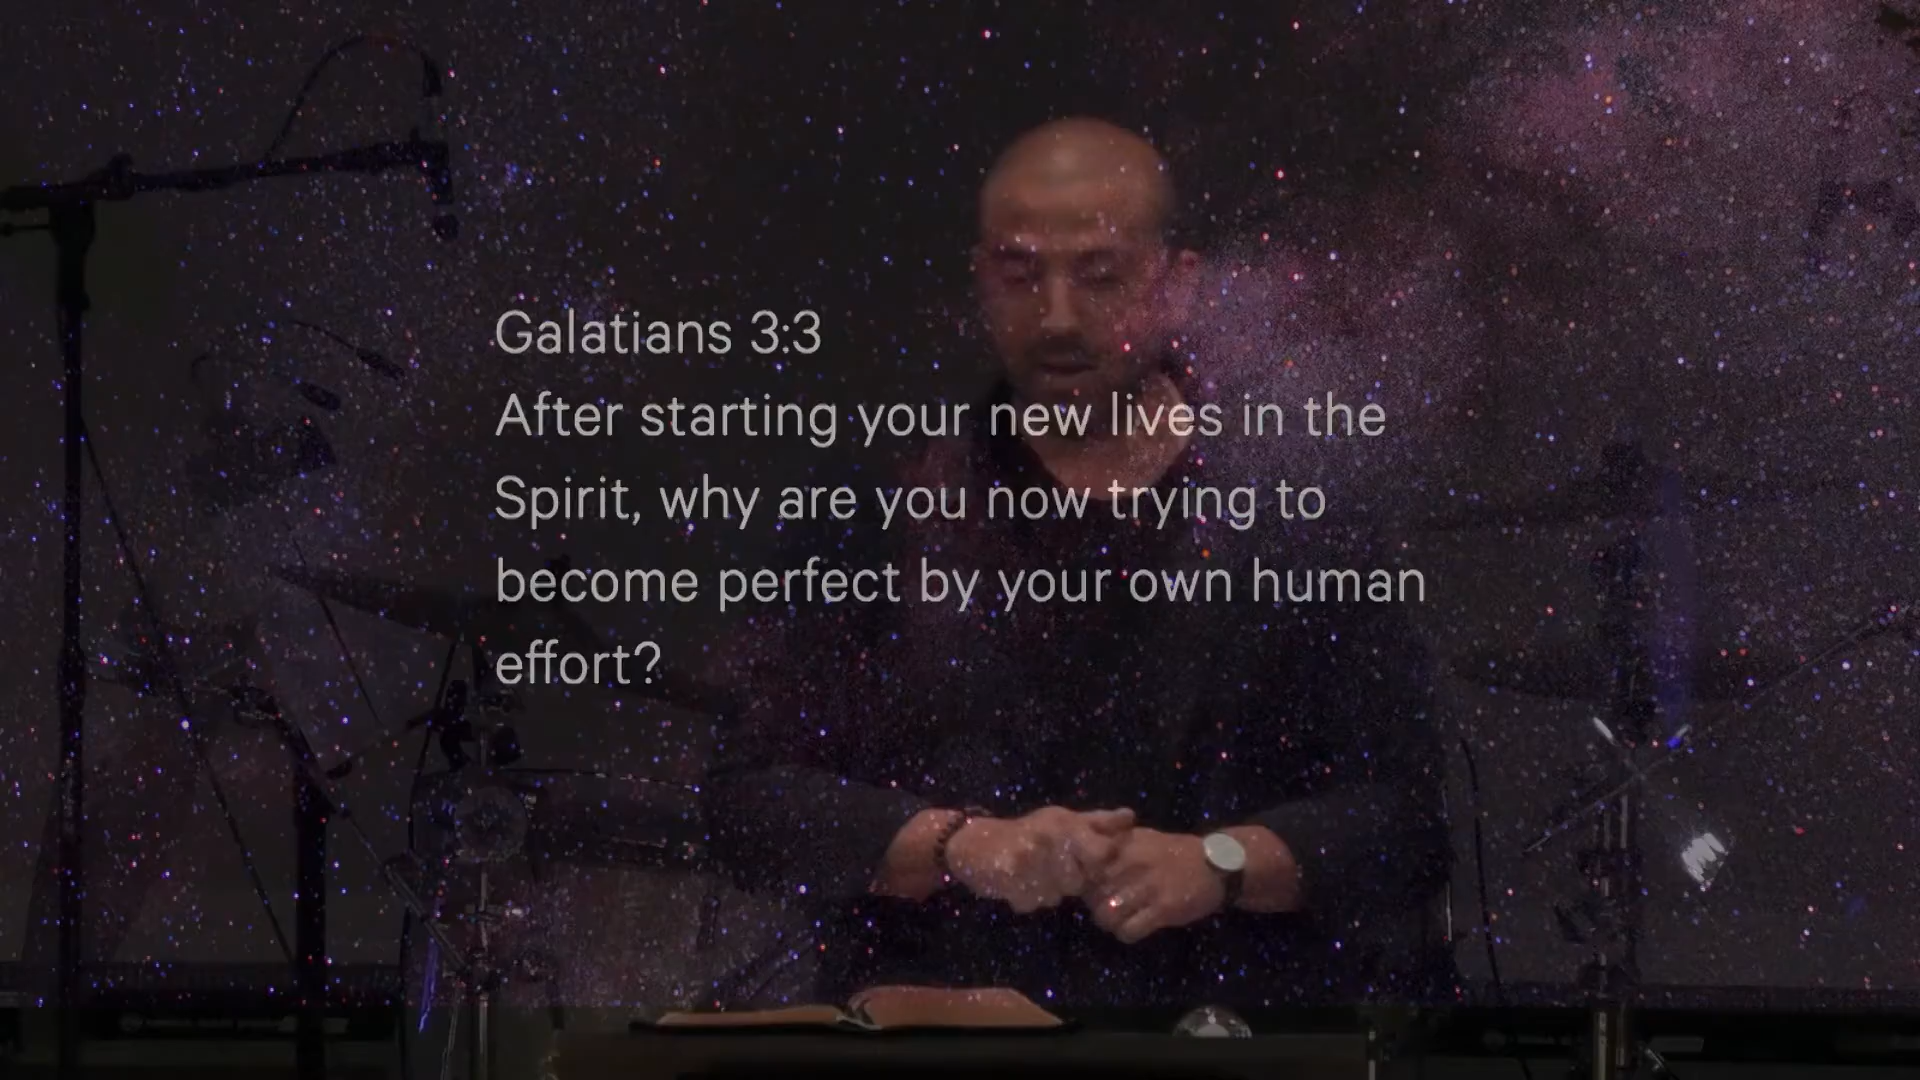 Galatians 3:3
After starting your new lives in the
Spirit, why are you now trying to
become perfect by your own human
effort?